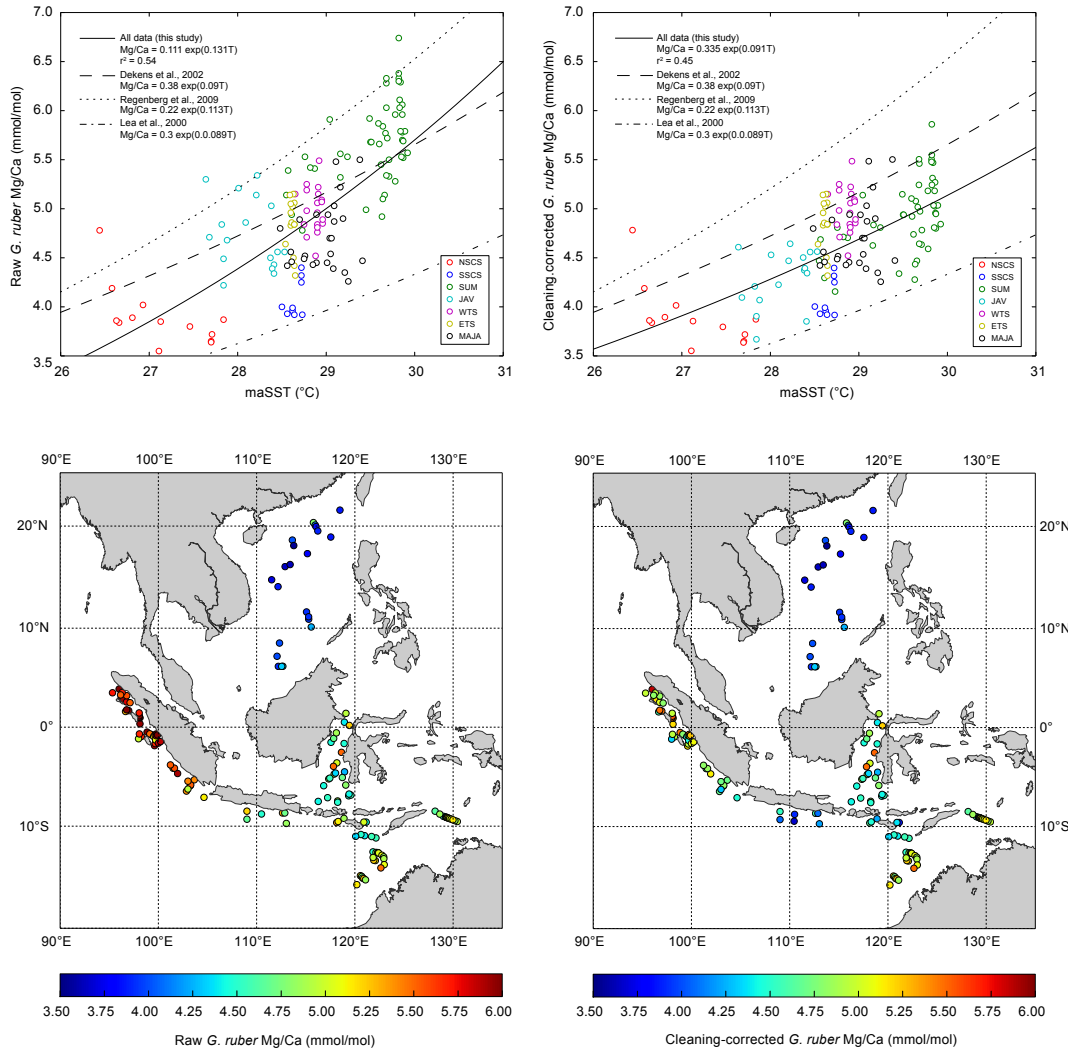 7.0
6.5
6.0
5.5
5.0
4.5
4.0
3.5
Raw G. ruber Mg/Ca (mmol/mol)
All data (this study)
Mg/Ca = 0.111 exp(0.131T)
r² = 0.54
Dekens et al., 2002
Mg/Ca = 0.38 exp(0.09T)
Regenberg et al., 2009
Mg/Ca = 0.22 exp(0.113T)
Lea et al., 2000
Mg/Ca = 0.3 exp(0.0.089T)
NSCS
SSCS
SUM
JAV
WTS
ETS
MAJA
26 27 28 29 30 31
maSST (°C)
7.0
6.5
6.0
5.5
5.0
4.5
4.0
3.5
Cleaning.corrected G. ruber Mg/Ca (mmol/mol)
All data (this study)
Mg/Ca = 0.335 exp(0.091T)
r² = 0.45
Dekens et al., 2002
Mg/Ca = 0.38 exp(0.09T)
Regenberg et al., 2009
Mg/Ca = 0.22 exp(0.113T)
Lea et al., 2000
Mg/Ca = 0.3 exp(0.0.089T)
NSCS
SSCS
SUM
JAV
WTS
ETS
MAJA
26 27 28 29 30 31
maSST (°C)
90°E 100°E 110°E 120°E 130°E
20°N
10°N
0°
10°S
90°E 100°E 110°E 120°E 130°E
3.50 4.00 4.25 4.50 4.75 5.00 5.25 5.50 5.75 6.00
Raw G. ruber Mg/Ca (mmol/mol)
90°E 100°E 110°E 120°E 130°E
20°N
10°N
0°
10°S
90°E 100°E 110°E 120°E 130°E
3.50 4.75 4.00 4.25 4.50 4.75 5.00 5.25 5.50 5.75 6.00
Cleaning-corrected G. ruber Mg/Ca (mmol/mol)